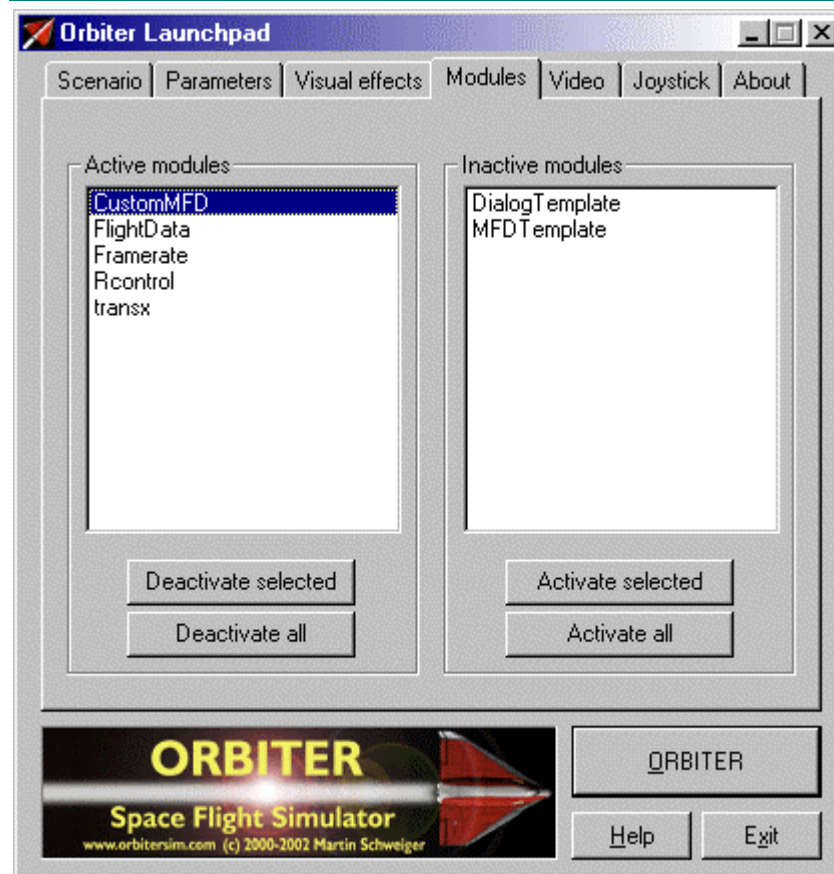 Orbiter Launchpad
Scenario Parameters Visual effects Modules Video Joystick About
Active modules
CustomMFD
FlightData
Framerate
Rcontrol
transx
Deactivate selected
Deactivate all
Inactive modules
DialogTemplate
MFDTemplate
Activate selected
Activate all
ORBITER
Space Flight Simulator
www.orbitersim.com (c) 2000-2002 Martin Schweiger
ORBITER
Help Exit